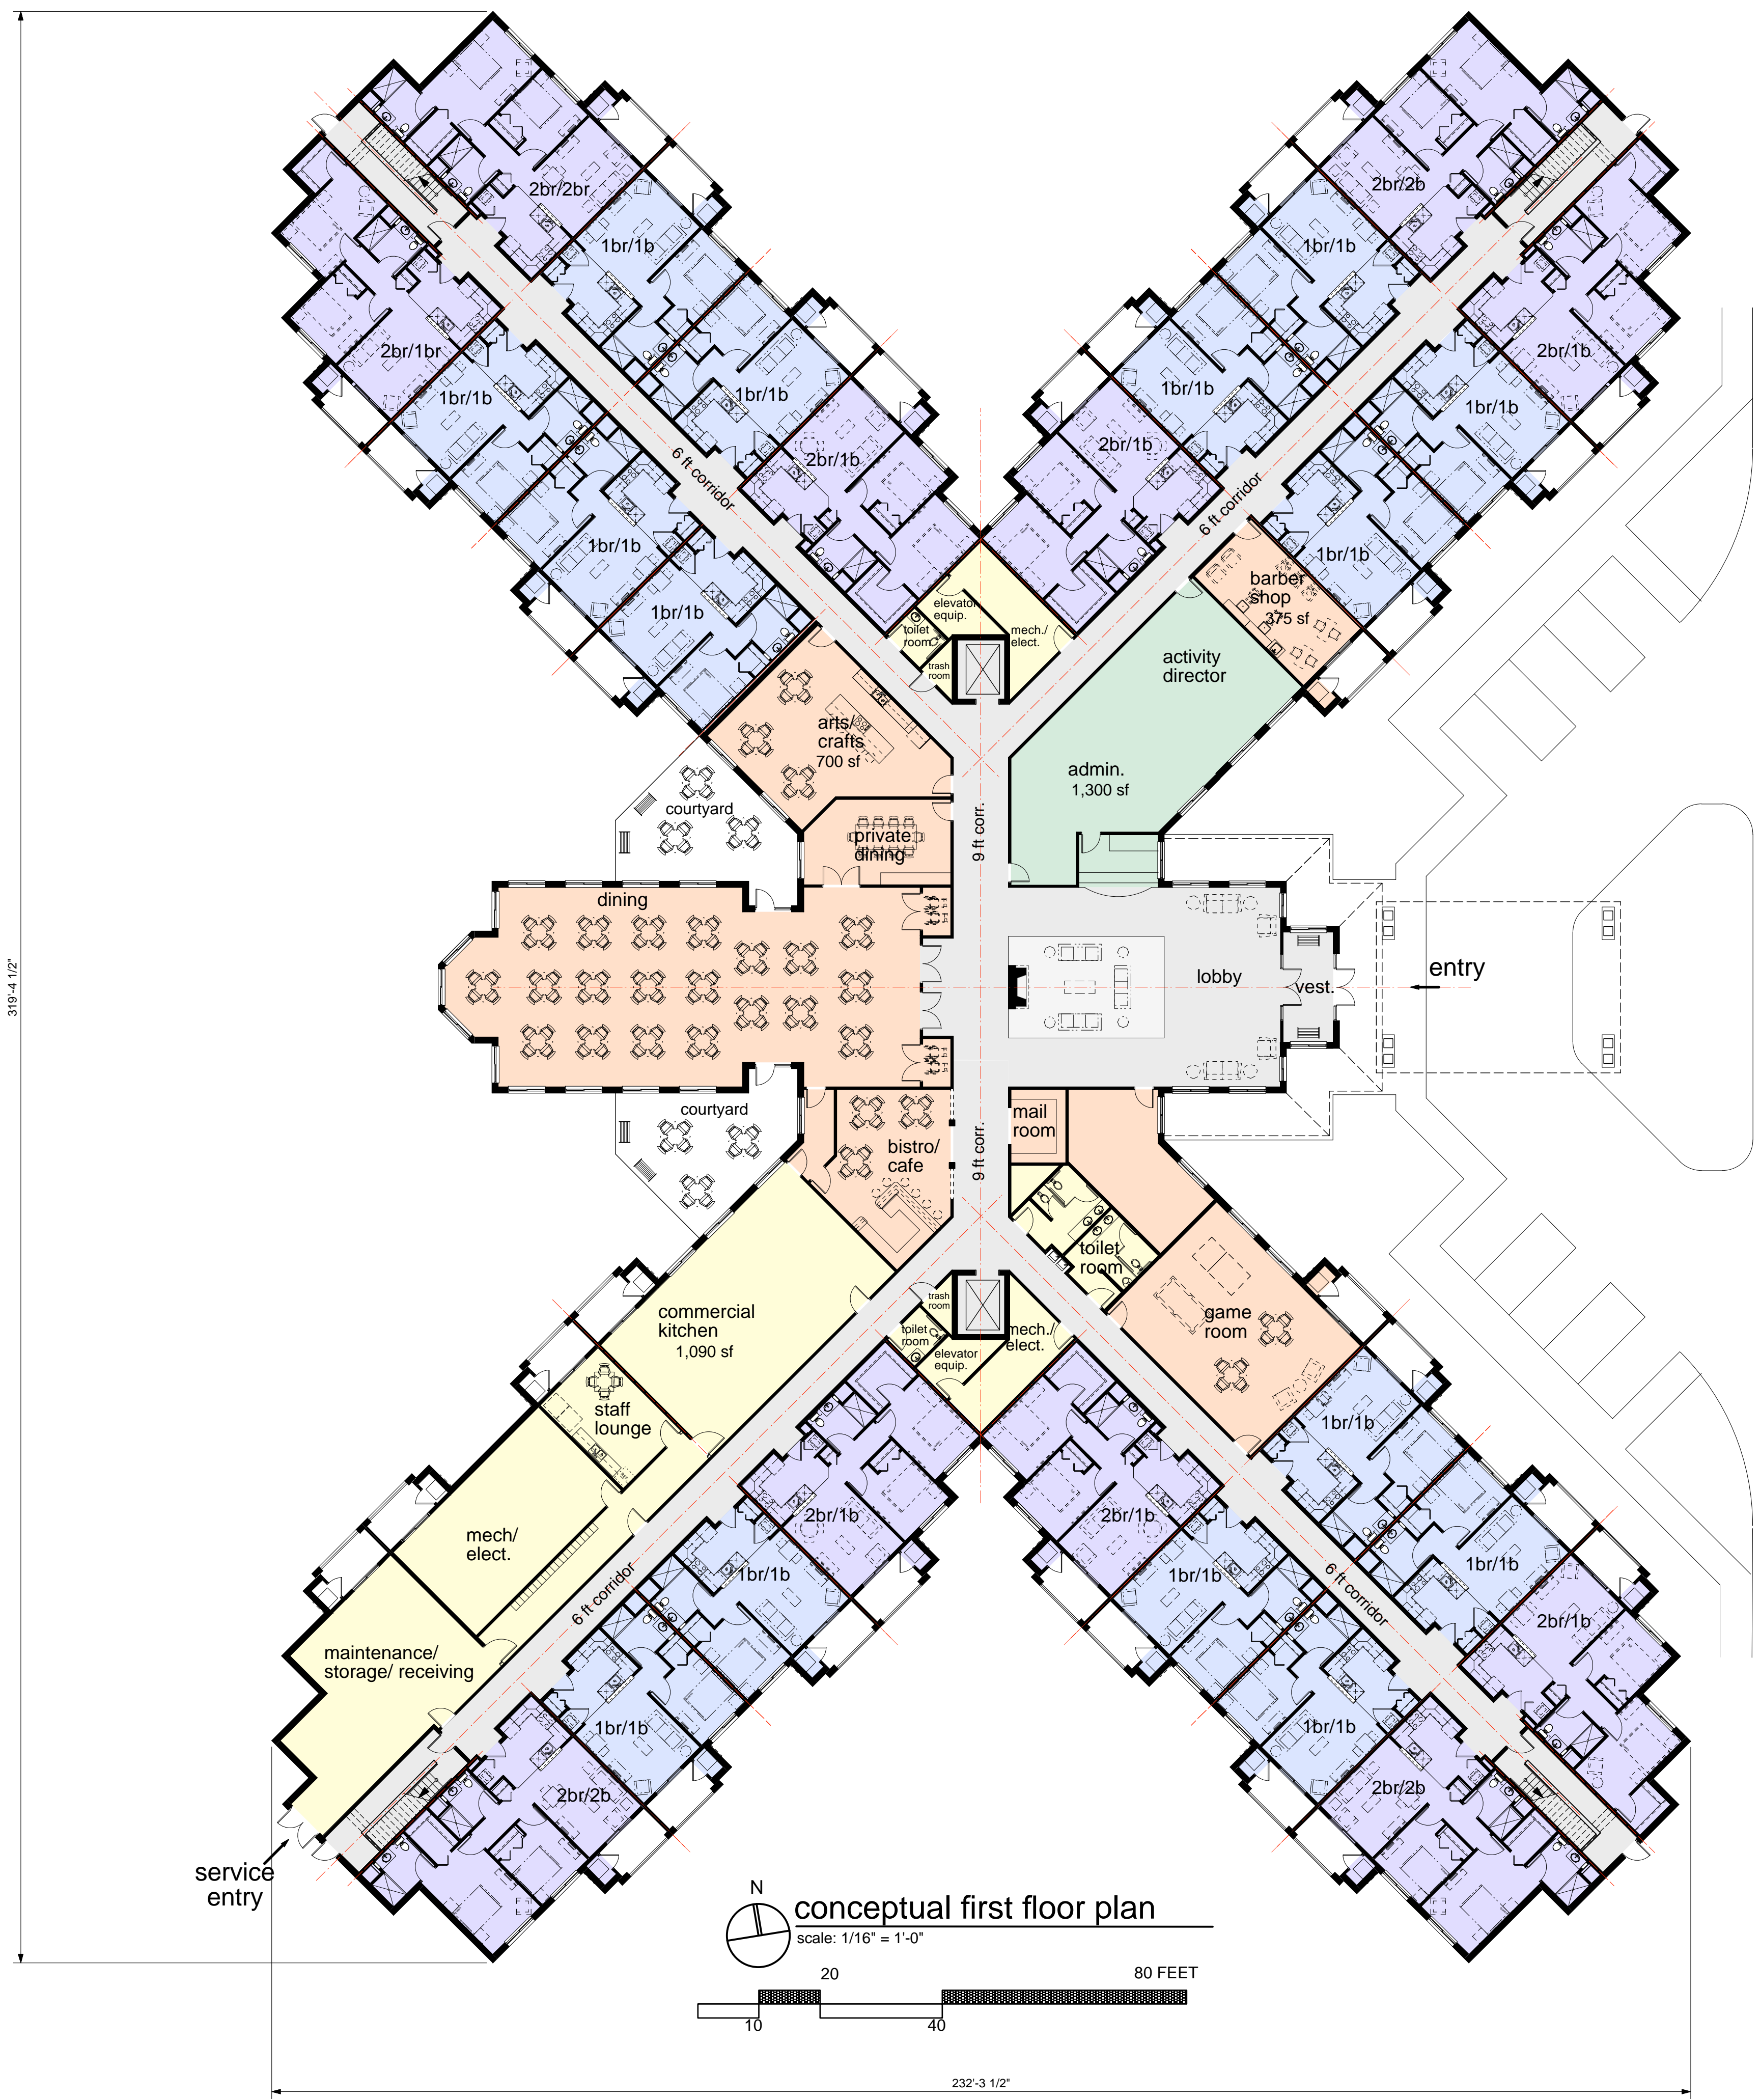 2br/2br
2br/2b
1br/1b
1br/1b
2br/1br
2br/1b
1br/1b
1br/1b
1br/1b
1br/1b
2br/1b
2br/1b
6 ft corridor
6 ft corridor
1br/1b
1br/1b
barber
shop
375 sf
1br/1b
elevator
equip.
toilet
room
mech./
elect.
trash
room
activity
director
arts/
crafts
700 sf
admin.
1,300 sf
courtyard
private
dining
9 ft corr.
dining
319'-4 1/2"
lobby
vest.
entry
courtyard
mail
room
bistro/
cafe
9 ft corr.
toilet
room
commercial
kitchen
1,090 sf
trash
room
toilet
room
mech./
elect.
elevator
equip.
game
room
staff
lounge
1br/1b
2br/1b
2br/1b
mech/
elect.
1br/1b
1br/1b
1br/1b
6 ft corridor
6 ft corridor
2br/1b
maintenance/
storage/ receiving
1br/1b
1br/1b
2br/2b
2br/2b
service
entry
N
conceptual first floor plan
scale: 1/16" = 1'-0"
20
80 FEET
10
40
232'-3 1/2"